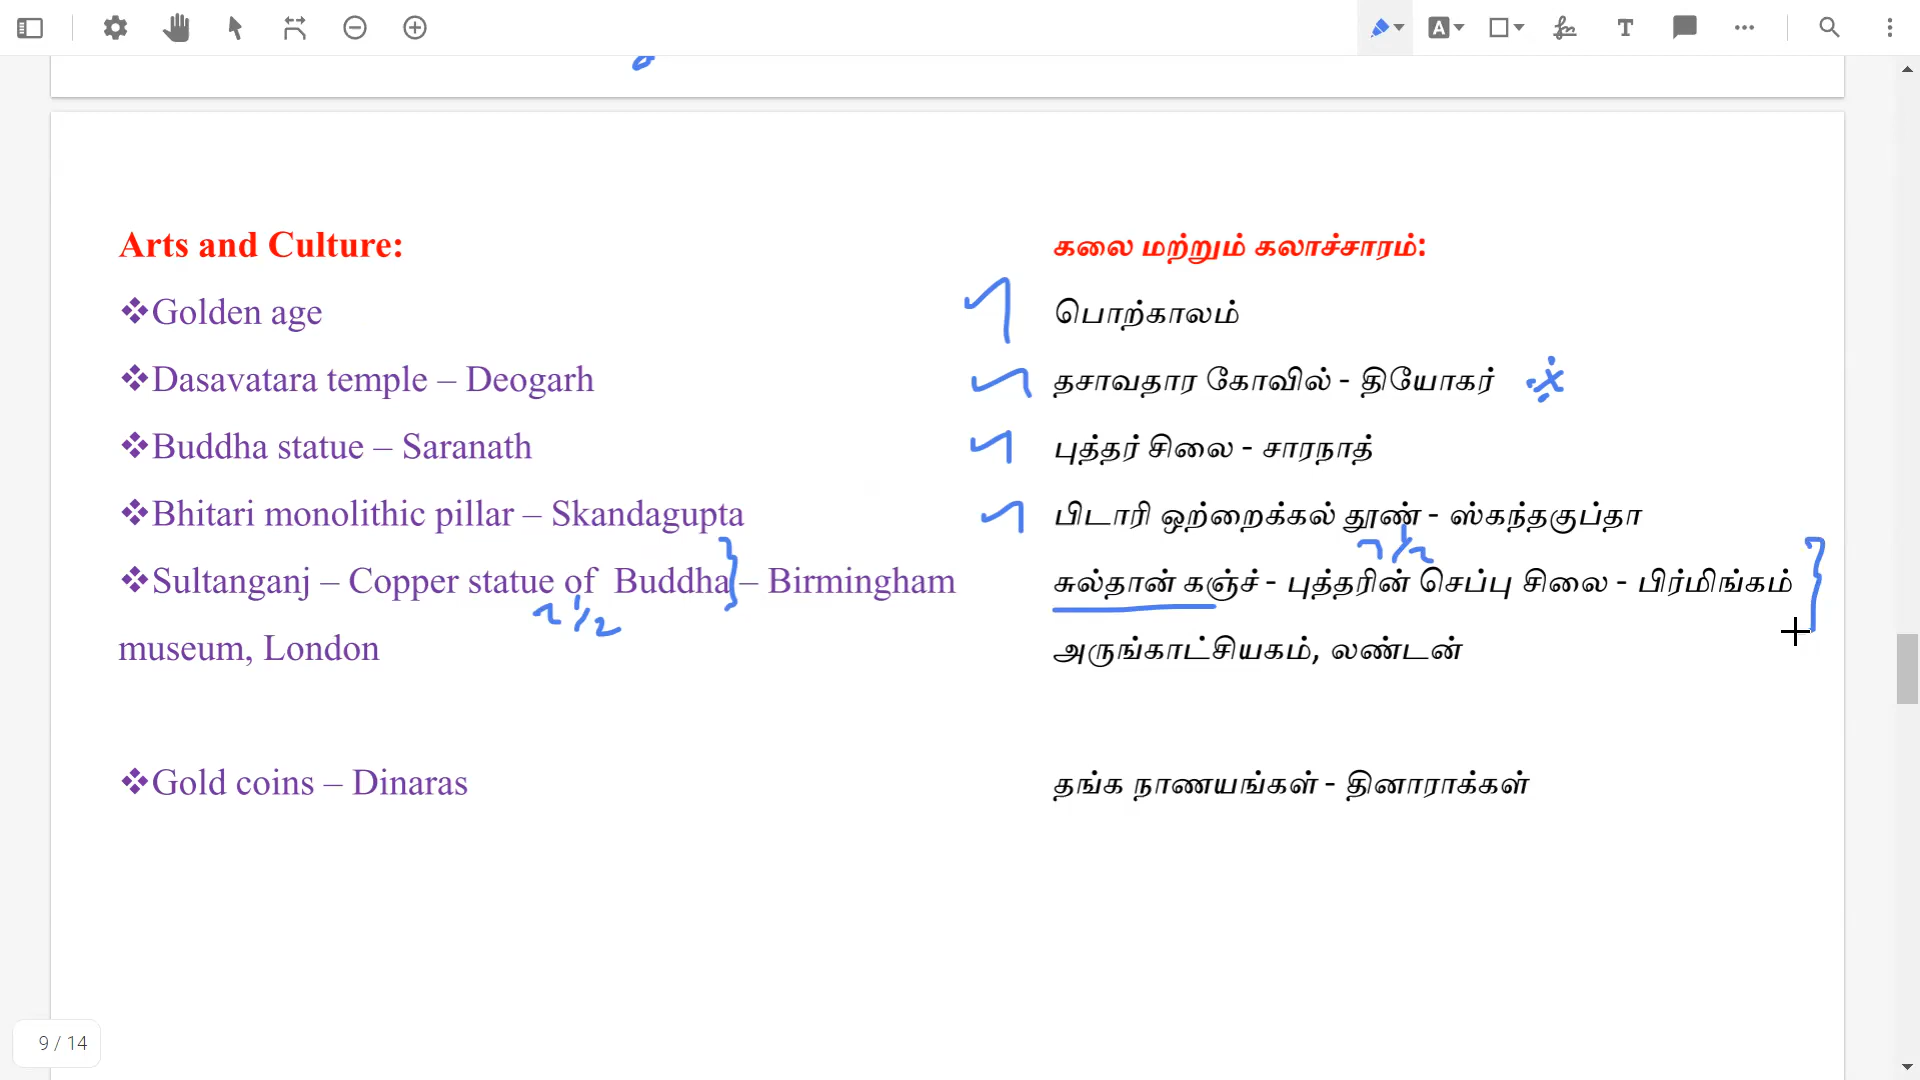 Arts and Culture:
❖Golden age
❖Dasavatara temple – Deogarh
❖Buddha statue – Saranath
❖Bhitari monolithic pillar – Skandagupta
❖Sultanganj – Copper statue of Buddha – Birmingham
museum, London
❖Gold coins – Dinaras
கலை மற்றும் கலாச்சாரம்:
பொற்காலம்
தசாவதார கோவில் - தியோகர்
புத்தர் சிலை - சாரநாத்
பிடாரி ஒற்றைக்கல் தூண் - ஸ்கந்தகுப்தா
சுல்தான் கஞ்ச் - புத்தரின் செப்பு சிலை - பிர்மிங்கம்
அருங்காட்சியகம், லண்டன்
தங்க நாணயங்கள் - தினாராக்கள்
9 / 14